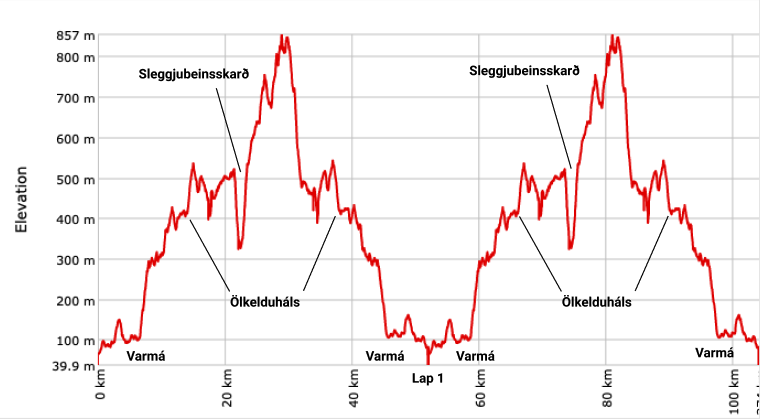 857 m
800 m
700 m
600 m
500 m
400 m
300 m
200 m
100 m
39.9 m
Elevation
Sleggjubeinsskarð
Sleggjubeinsskarð
Ölkelduháls
Ölkelduháls
Varmá
Varmá
Varmá
Varmá
Lap 1
0 km
20 km
40 km
60 km
80 km
100 km